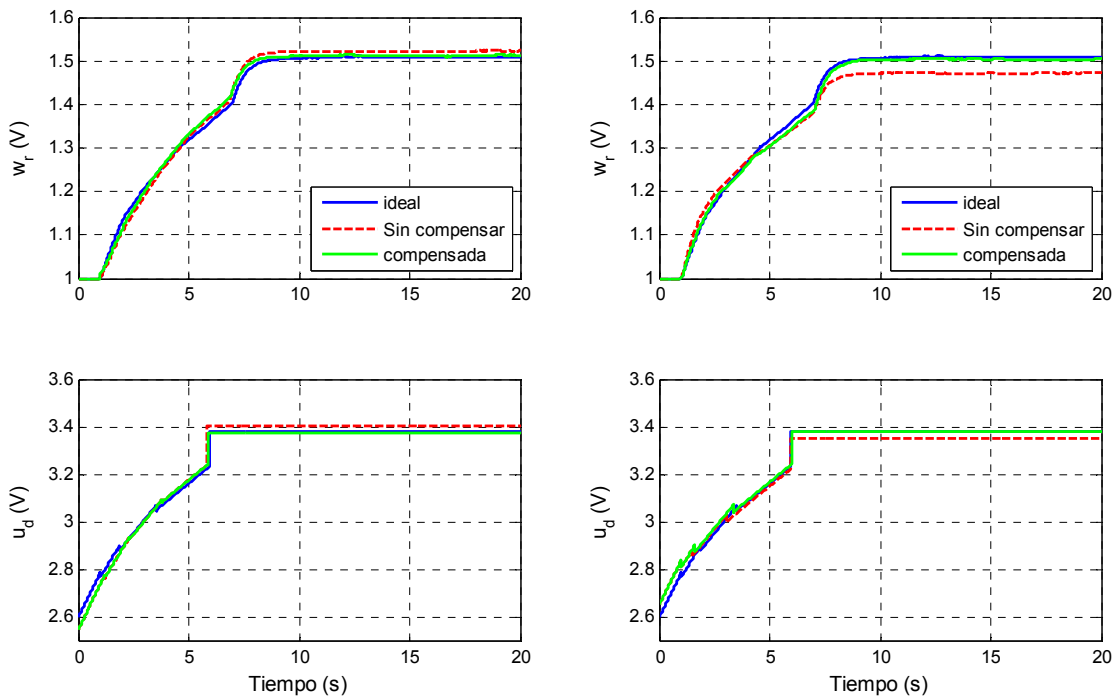 1.6
1.5
1.4
1.3
1.2
1.1
1
w_r (V)
ideal
Sin compensar
compensada
0 5 10 15 20
1.6
1.5
1.4
1.3
1.2
1.1
1
w_r (V)
ideal
Sin compensar
compensada
0 5 10 15 20
3.6
3.4
3.2
3
2.8
2.6
u_d (V)
0 5 10 15 20
Tiempo (s)
3.6
3.4
3.2
3
2.8
2.6
u_d (V)
0 5 10 15 20
Tiempo (s)